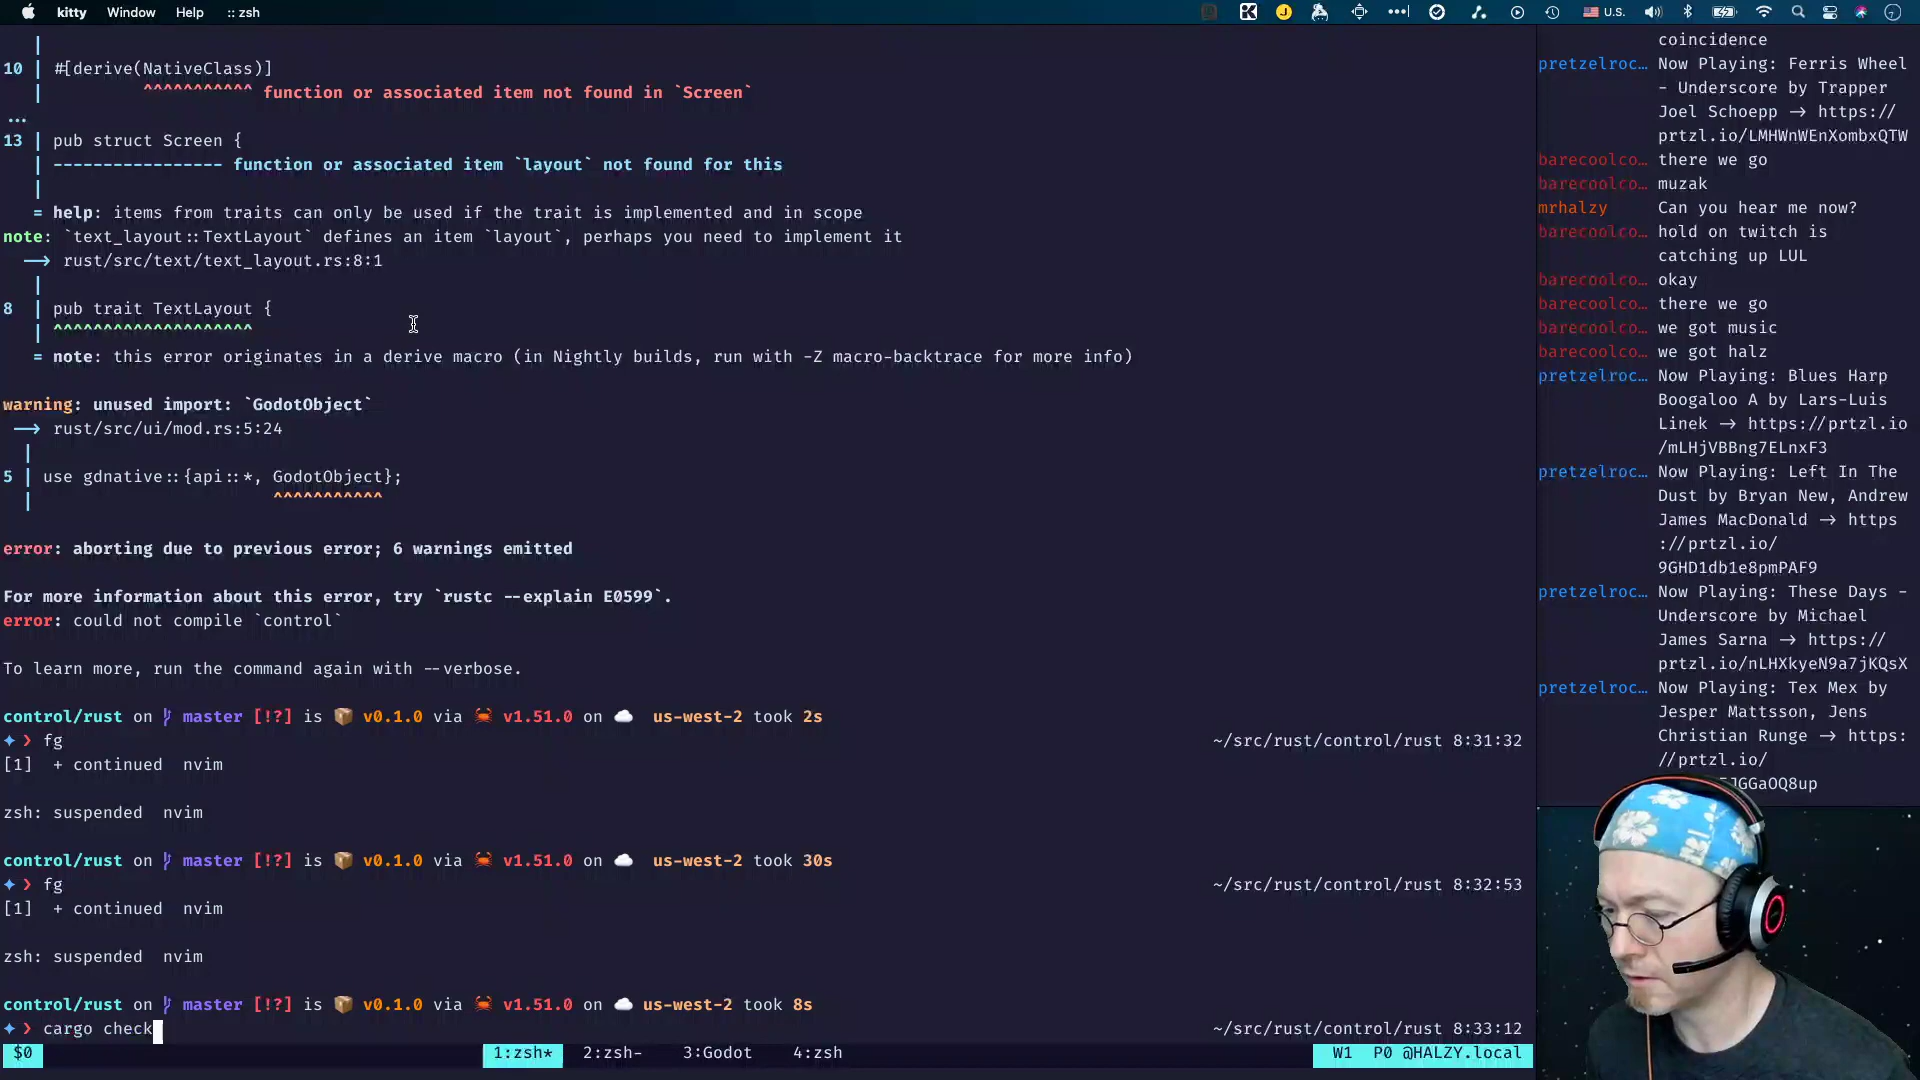 kitty Window Help :: zsh
U.S.
|
10 | #[derive(NativeClass)]
| ^^^^^^^^^^^ function or associated item not found in `Screen`
...
13 | pub struct Screen {
| ----------------- function or associated item `layout` not found for this
|
= help: items from traits can only be used if the trait is implemented and in scope
note: `text_layout::TextLayout` defines an item `layout`, perhaps you need to implement it
--> rust/src/text/text_layout.rs:8:1
|
8 | pub trait TextLayout {
| ^^^^^^^^^^^^^^^^^^^^
= note: this error originates in a derive macro (in Nightly builds, run with -Z macro-backtrace for more info)
warning: unused import: `GodotObject`
--> rust/src/ui/mod.rs:5:24
|
5 | use gdnative::{api::*, GodotObject};
| ^^^^^^^^^^^
error: aborting due to previous error; 6 warnings emitted
For more information about this error, try `rustc --explain E0599`.
error: could not compile `control`
To learn more, run the command again with --verbose.
control/rust on master [!?] is v0.1.0 via v1.51.0 on us-west-2 took 2s
❯ fg ~/src/rust/control/rust 8:31:32
[1] + continued nvim
zsh: suspended nvim
control/rust on master [!?] is v0.1.0 via v1.51.0 on us-west-2 took 30s
❯ fg ~/src/rust/control/rust 8:32:53
[1] + continued nvim
zsh: suspended nvim
control/rust on master [!?] is v0.1.0 via v1.51.0 on us-west-2 took 8s
❯ cargo check ~/src/rust/control/rust 8:33:12
$0 1:zsh* 2:zsh- 3:Godot 4:zsh W1 P0 @HALZY.local
coincidence
pretzelroc… Now Playing: Ferris Wheel
- Underscore by Trapper
Joel Schoepp -> https://
prtzl.io/LMHWnWEnXombxQTW
barecoolco… there we go
barecoolco… muzak
mrhalzy Can you hear me now?
barecoolco… hold on twitch is
catching up LUL
barecoolco… okay
barecoolco… there we go
barecoolco… we got music
barecoolco… we got halz
pretzelroc… Now Playing: Blues Harp
Boogaloo A by Lars-Luis
Linek -> https://prtzl.io
/mLHjVBBng7ELnxF3
pretzelroc… Now Playing: Left In The
Dust by Bryan New, Andrew
James MacDonald -> https
://prtzl.io/
9GHD1db1e8pmPAF9
pretzelroc… Now Playing: These Days -
Underscore by Michael
James Sarna -> https://
prtzl.io/nLHXkyeN9a7jKQsX
pretzelroc… Now Playing: Tex Mex by
Jesper Mattsson, Jens
Christian Runge -> https:
//prtzl.io/
JGGaOQ8up